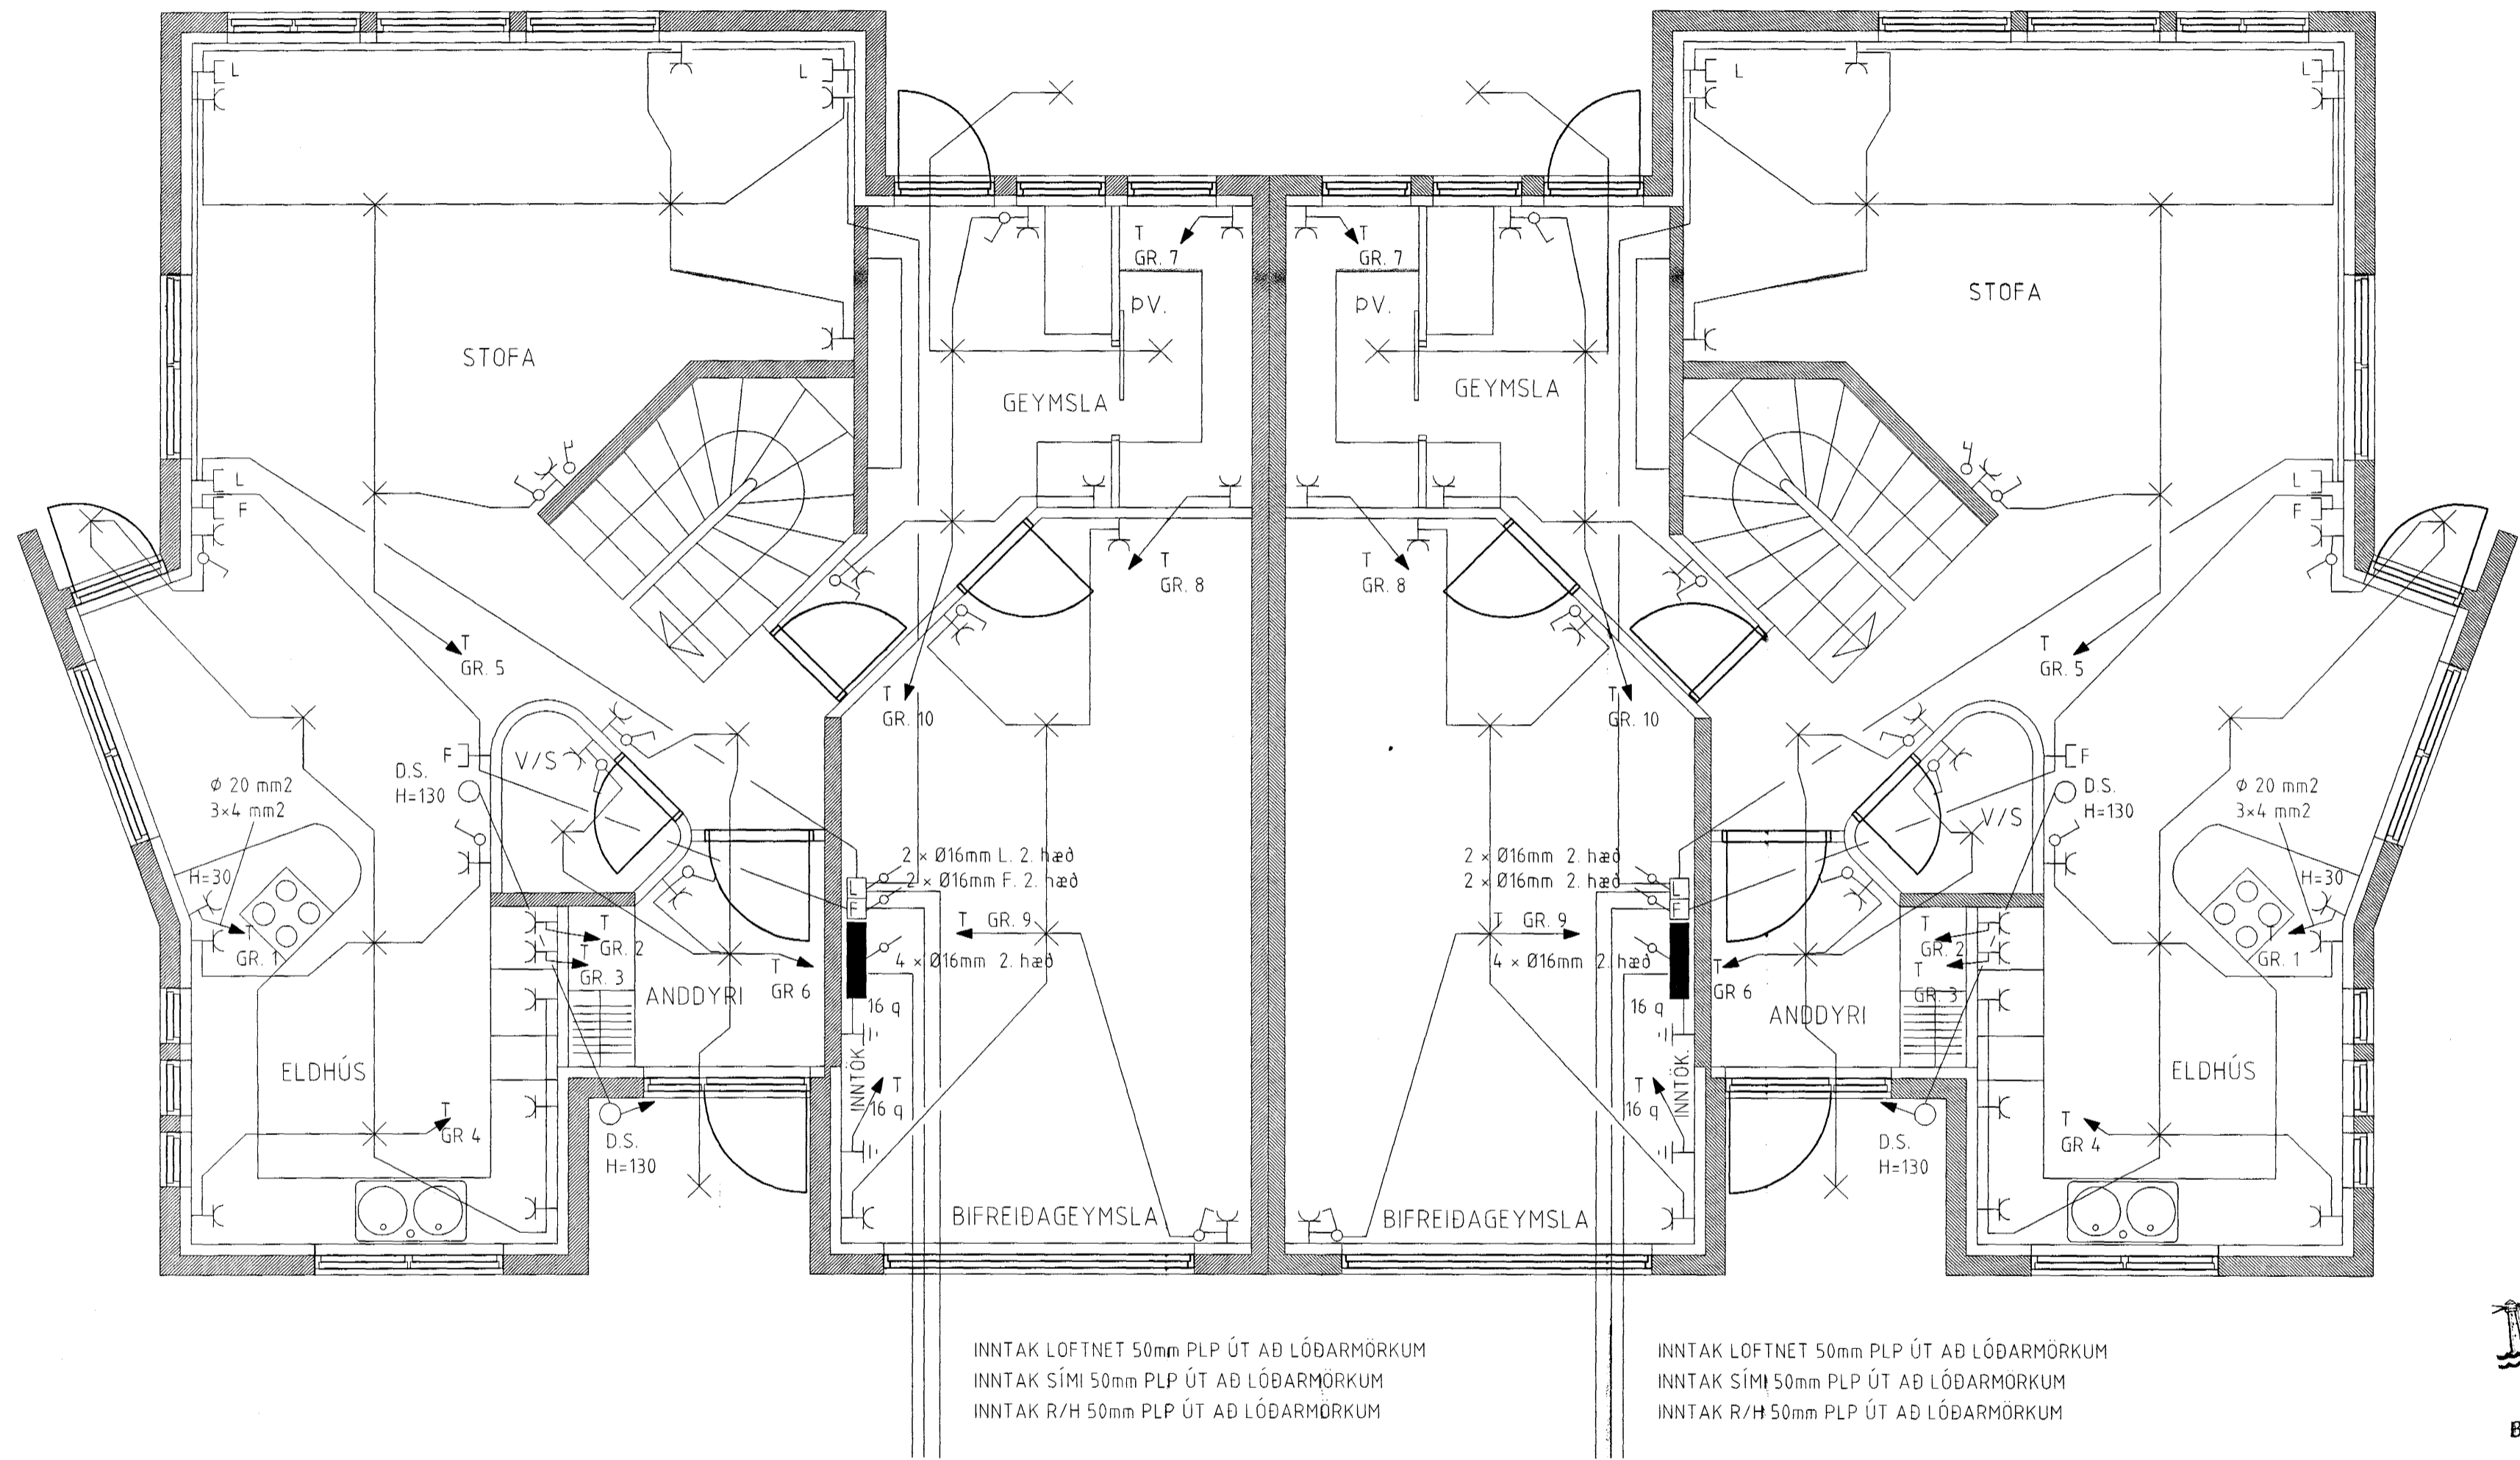 L
L
L
L
T
GR. 7
T
GR. 7
ÞV.
ÞV.
STOFA
STOFA
GEYMSLA
GEYMSLA
L
F
L
F
T
GR. 8
T
GR. 8
T
GR. 5
T
GR. 5
T
GR. 10
T
GR. 10
F
V/S
F
V/S
D.S.
H=130
D.S.
H=130
Ø 20 mm2
3×4 mm2
Ø 20 mm2
3×4 mm2
H=30
H=30
2 × Ø16mm L. 2. hæð
2 × Ø16mm F. 2. hæð
2 × Ø16mm 2. hæð
2 × Ø16mm 2. hæð
L
F
L
F
T GR. 9
T GR. 9
4 × Ø16mm 2. hæð
4 × Ø16mm 2. hæð
T
GR. 1
T
GR. 2
T
GR. 3
T
GR 6
T
GR 6
T
GR. 2
T
GR. 3
T
GR. 1
ANDDYRI
ANDDYRI
16 q
16 q
INNTÖK.
INNTÖK.
T
16 q
T
16 q
ELDHÚS
ELDHÚS
T
GR 4
T
GR 4
D.S.
H=130
D.S.
H=130
BIFREIÐAGEYMSLA
BIFREIÐAGEYMSLA
INNTAK LOFTNET 50mm PLP ÚT AÐ LÓÐARMÖRKUM
INNTAK SÍMI 50mm PLP ÚT AÐ LÓÐARMÖRKUM
INNTAK R/H 50mm PLP ÚT AÐ LÓÐARMÖRKUM
INNTAK LOFTNET 50mm PLP ÚT AÐ LÓÐARMÖRKUM
INNTAK SÍMI 50mm PLP ÚT AÐ LÓÐARMÖRKUM
INNTAK R/H 50mm PLP ÚT AÐ LÓÐARMÖRKUM